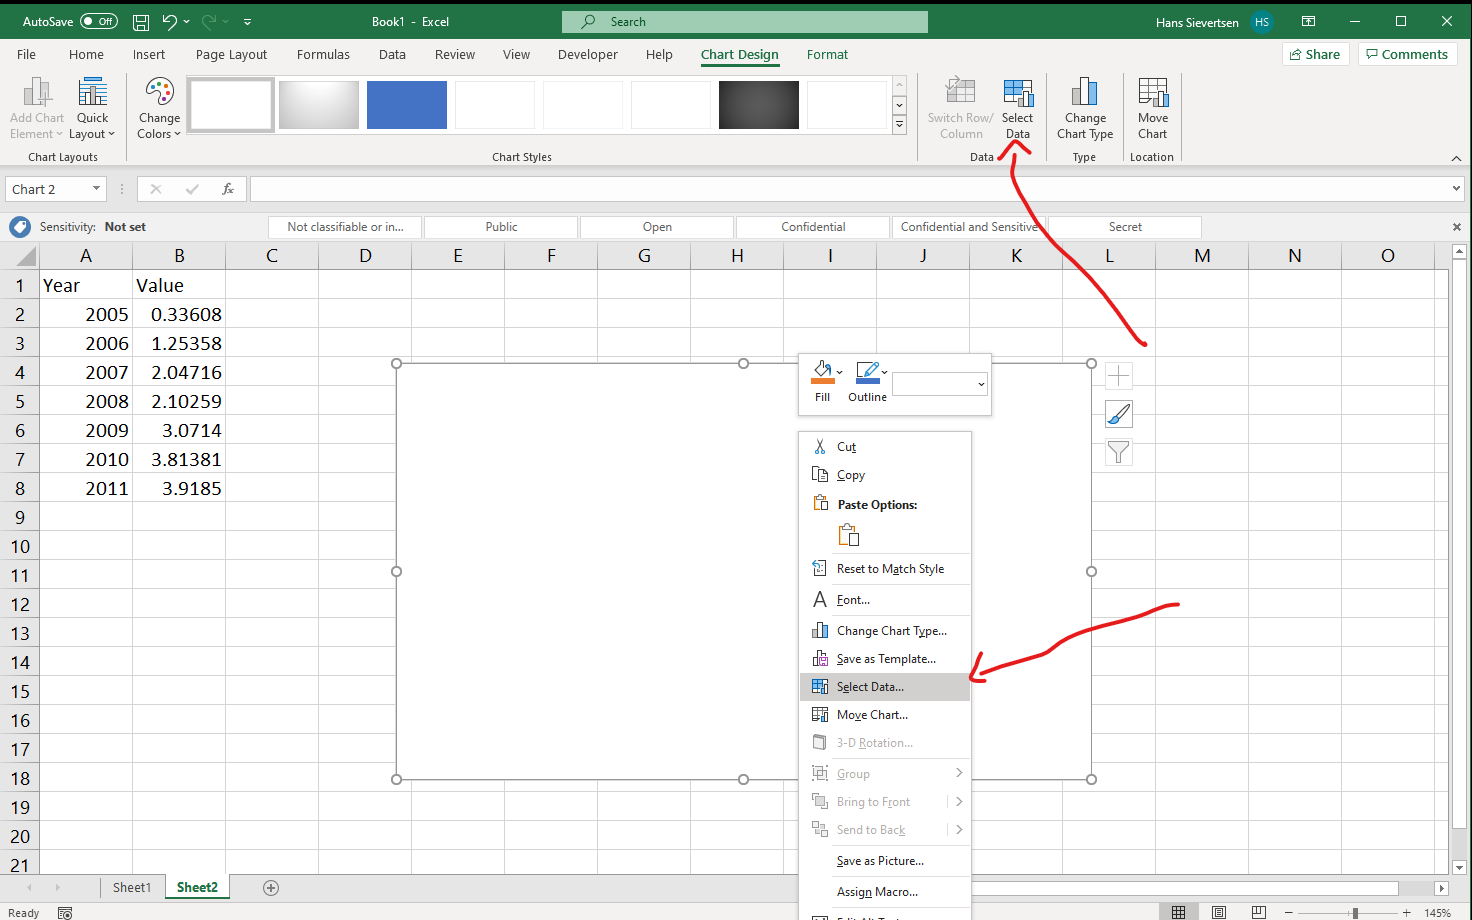 AutoSave Off Book1 - Excel Search Hans Sievertsen HS
File Home Insert Page Layout Formulas Data Review View Developer Help Chart Design Format Share Comments
Add Chart Element Quick Layout Change Colors Switch Row/ Column Select Data Change Chart Type Move Chart
Chart Layouts Chart Styles Data Type Location
Chart 2 fx
Sensitivity: Not set Not classifiable or in... Public Open Confidential Confidential and Sensitive Secret
A B C D E F G H I J K L M N O
1 Year Value
2 2005 0.33608
3 2006 1.25358
4 2007 2.04716
5 2008 2.10259
6 2009 3.0714
7 2010 3.81381
8 2011 3.9185
9
10
11
12
13
14
15
16
17
18
19
20
21
Fill Outline
Cut
Copy
Paste Options:
Reset to Match Style
A Font...
Change Chart Type...
Save as Template...
Select Data...
Move Chart...
3-D Rotation...
Group
Bring to Front
Send to Back
Save as Picture...
Assign Macro...
Sheet1 Sheet2
Ready 145%